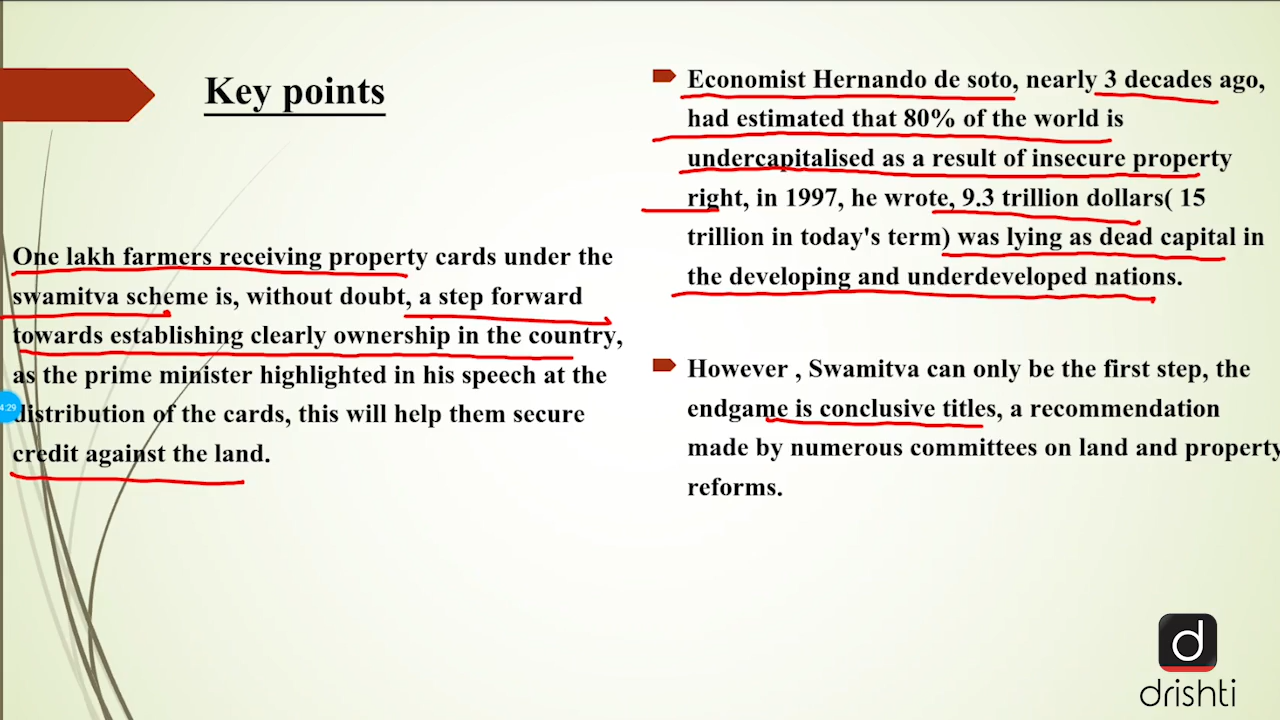 Key points
One lakh farmers receiving property cards under the
swamitva scheme is, without doubt, a step forward
towards establishing clearly ownership in the country,
as the prime minister highlighted in his speech at the
distribution of the cards, this will help them secure
credit against the land.
4:29
Economist Hernando de soto, nearly 3 decades ago,
had estimated that 80% of the world is
undercapitalised as a result of insecure property
right, in 1997, he wrote, 9.3 trillion dollars( 15
trillion in today's term) was lying as dead capital in
the developing and underdeveloped nations.
However , Swamitva can only be the first step, the
endgame is conclusive titles, a recommendation
made by numerous committees on land and property
reforms.
d
drishti